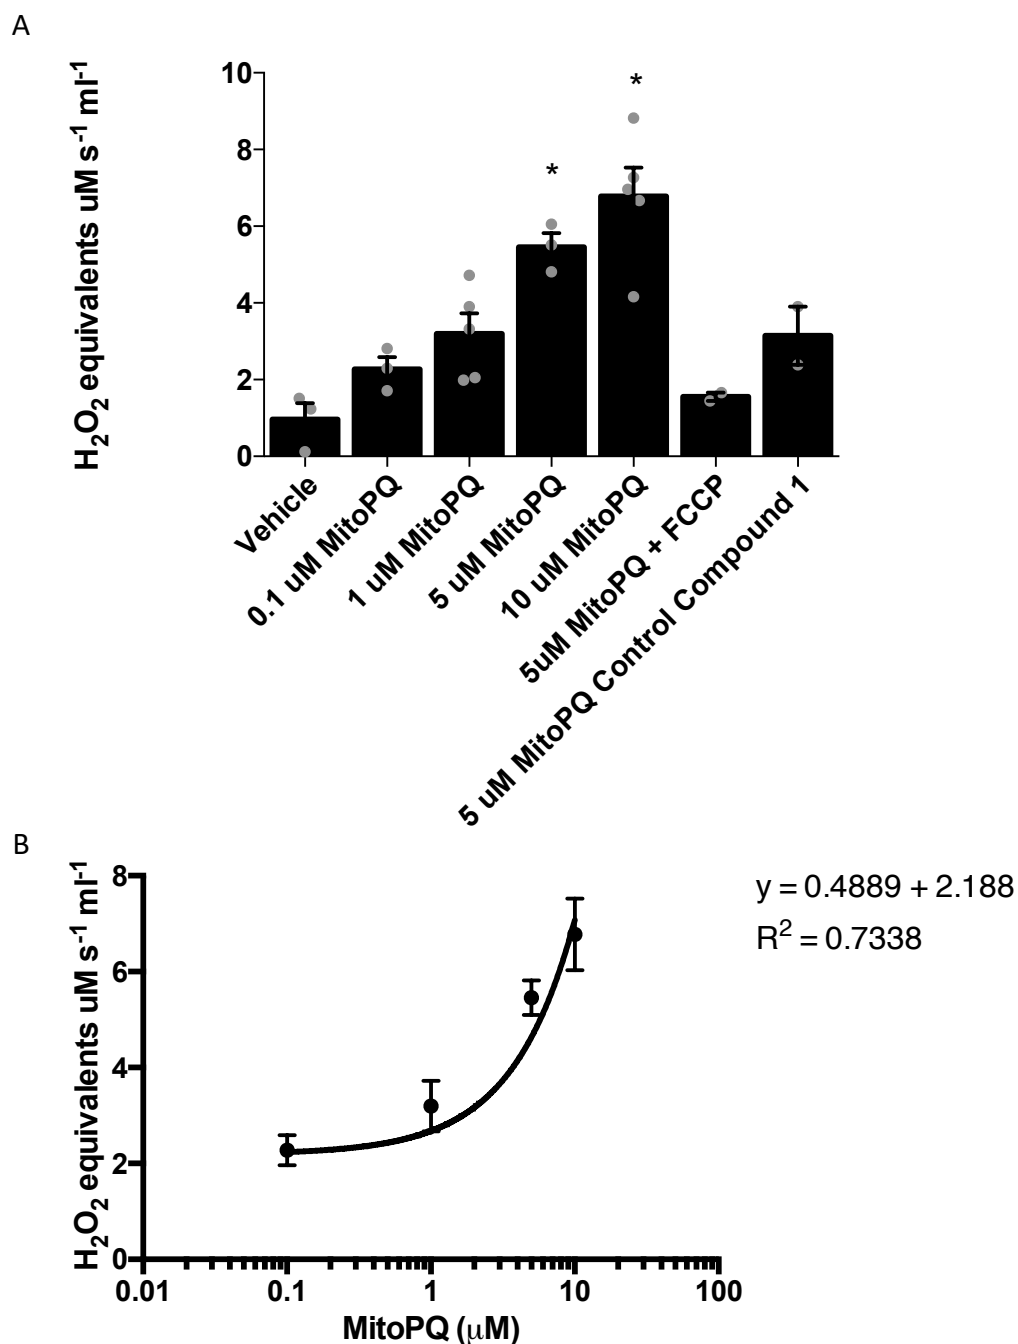 A
H₂O₂ equivalents uM s⁻¹ ml⁻¹
10
8
6
4
2
0
*
*
Vehicle
0.1 uM MitoPQ
1 uM MitoPQ
5 uM MitoPQ
10 uM MitoPQ
5uM MitoPQ + FCCP
5 uM MitoPQ Control Compound 1
B
H₂O₂ equivalents uM s⁻¹ ml⁻¹
8
6
4
2
0
0.01 0.1 1 10 100
MitoPQ (μM)
y = 0.4889 + 2.188
R² = 0.7338